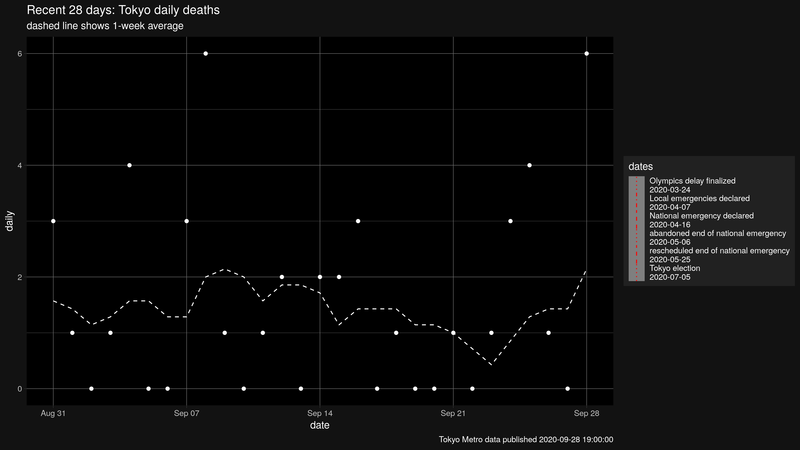 Recent 28 days: Tokyo daily deaths
dashed line shows 1-week average
daily
6
4
2
0
Aug 31
Sep 07
Sep 14
Sep 21
Sep 28
date
dates
Olympics delay finalized
2020-03-24
Local emergencies declared
2020-04-07
National emergency declared
2020-04-16
abandoned end of national emergency
2020-05-06
rescheduled end of national emergency
2020-05-25
Tokyo election
2020-07-05
Tokyo Metro data published 2020-09-28 19:00:00